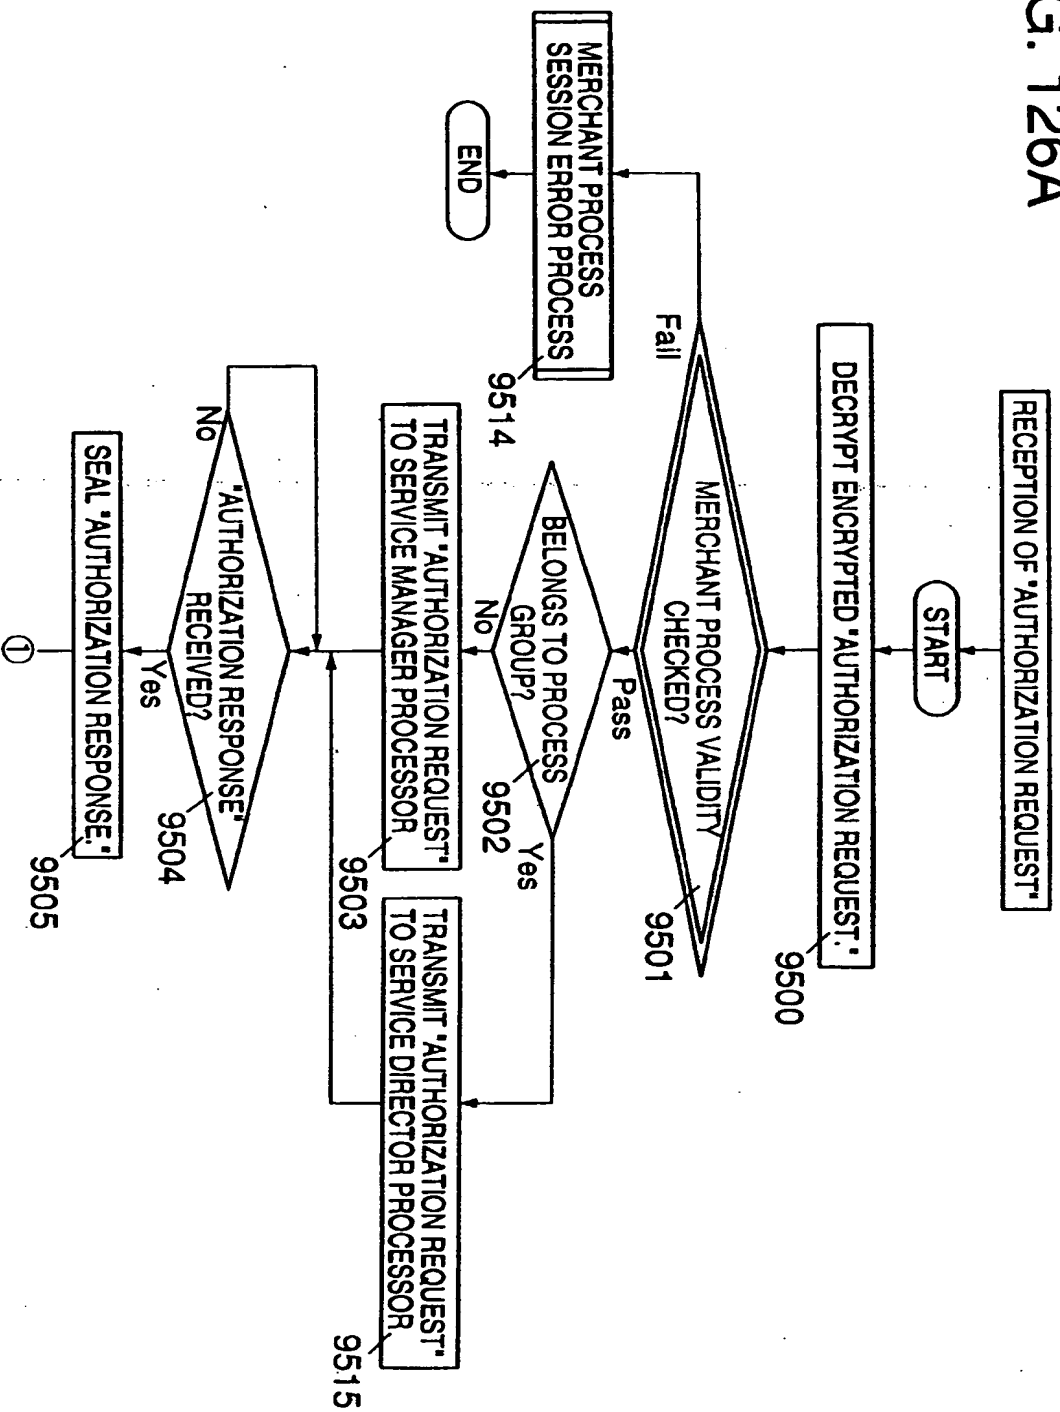 G. 126A
RECEPTION OF "AUTHORIZATION REQUEST"
START
DECRYPT ENCRYPTED "AUTHORIZATION REQUEST."
9500
MERCHANT PROCESS VALIDITY
CHECKED?
9501
Fail
Pass
MERCHANT PROCESS
SESSION ERROR PROCESS
9514
END
BELONGS TO PROCESS
GROUP?
9502
No
Yes
TRANSMIT "AUTHORIZATION REQUEST"
TO SERVICE MANAGER PROCESSOR
9503
TRANSMIT "AUTHORIZATION REQUEST"
TO SERVICE DIRECTOR PROCESSOR
9515
"AUTHORIZATION RESPONSE"
RECEIVED?
9504
No
Yes
SEAL "AUTHORIZATION RESPONSE."
9505
1